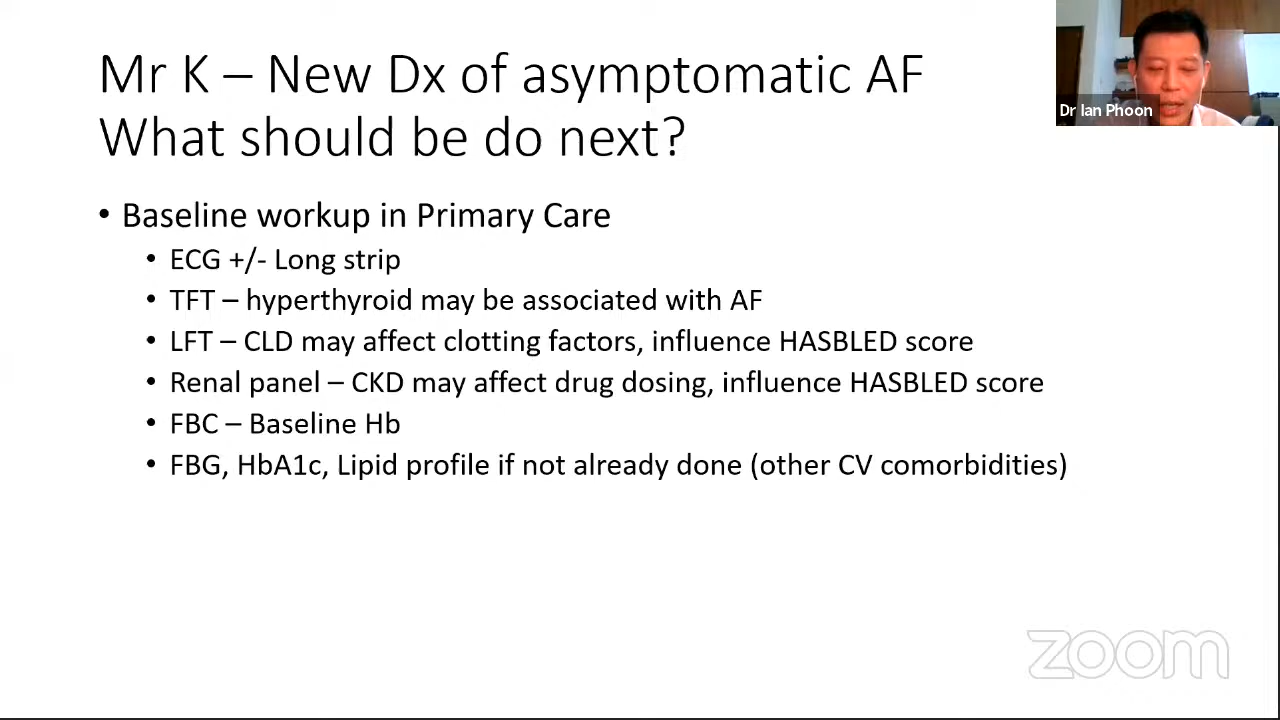 Mr K – New Dx of asymptomatic AF
What should be do next?
Dr Ian Phoon
• Baseline workup in Primary Care
• ECG +/- Long strip
• TFT – hyperthyroid may be associated with AF
• LFT – CLD may affect clotting factors, influence HASBLED score
• Renal panel – CKD may affect drug dosing, influence HASBLED score
• FBC – Baseline Hb
• FBG, HbA1c, Lipid profile if not already done (other CV comorbidities)
zoom